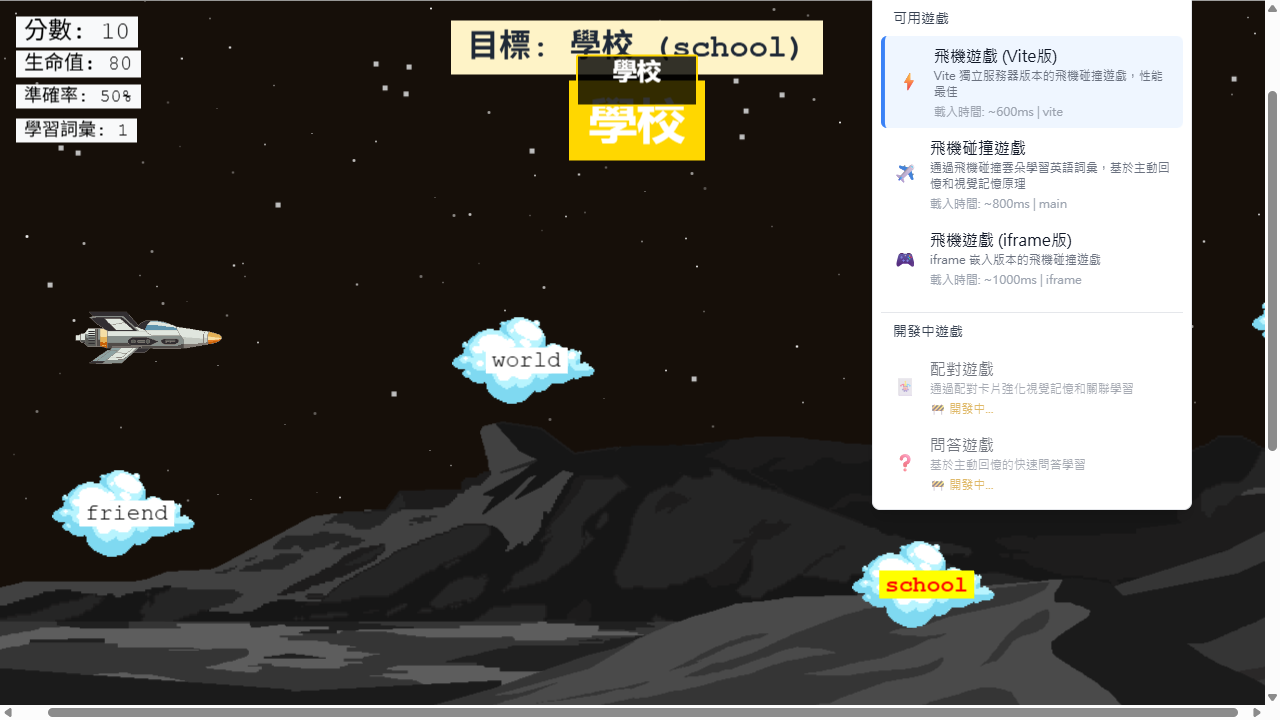 分數: 10
生命值: 80
準確率: 50%
學習詞彙: 1
目標: 學校 (school)
學校
學校
world
friend
school
可用遊戲
飛機遊戲 (Vite版)
Vite 獨立服務器版本的飛機碰撞遊戲，性能
最佳
載入時間: ~600ms | vite
飛機碰撞遊戲
通過飛機碰撞雲朵學習英語詞彙，基於主動回
憶和視覺記憶原理
載入時間: ~800ms | main
飛機遊戲 (iframe版)
iframe 嵌入版本的飛機碰撞遊戲
載入時間: ~1000ms | iframe
開發中遊戲
配對遊戲
通過配對卡片強化視覺記憶和關聯學習
開發中...
問答遊戲
基於主動回憶的快速問答學習
開發中...